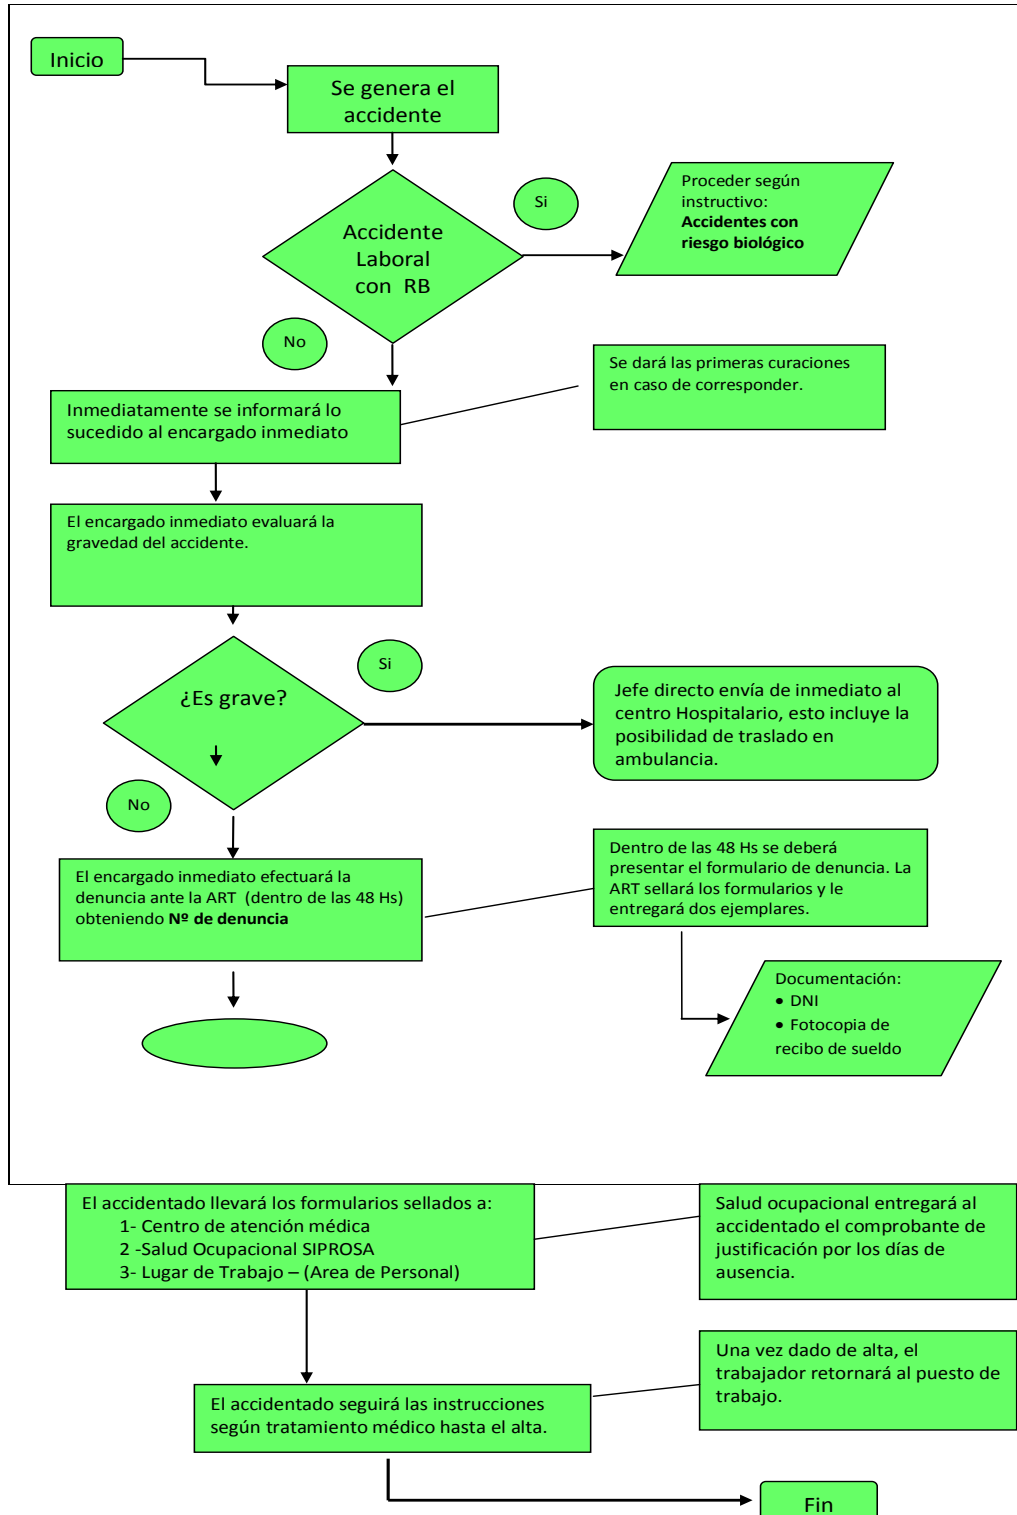 Inicio
Se genera el
accidente
Si
Proceder según
instructivo:
Accidentes con
riesgo biológico
Accidente
Laboral
con RB
No
Se dará las primeras curaciones
en caso de corresponder.
Inmediatamente se informará lo
sucedido al encargado inmediato
El encargado inmediato evaluará la
gravedad del accidente.
Si
¿Es grave?
Jefe directo envía de inmediato al
centro Hospitalario, esto incluye la
posibilidad de traslado en
ambulancia.
No
Dentro de las 48 Hs se deberá
presentar el formulario de denuncia. La
ART sellará los formularios y le
entregará dos ejemplares.
El encargado inmediato efectuará la
denuncia ante la ART (dentro de las 48 Hs)
obteniendo Nº de denuncia
Documentación:
• DNI
• Fotocopia de
recibo de sueldo
El accidentado llevará los formularios sellados a:
1- Centro de atención médica
2 -Salud Ocupacional SIPROSA
3- Lugar de Trabajo – (Area de Personal)
Salud ocupacional entregará al
accidentado el comprobante de
justificación por los días de
ausencia.
Una vez dado de alta, el
trabajador retornará al puesto de
trabajo.
El accidentado seguirá las instrucciones
según tratamiento médico hasta el alta.
Fin